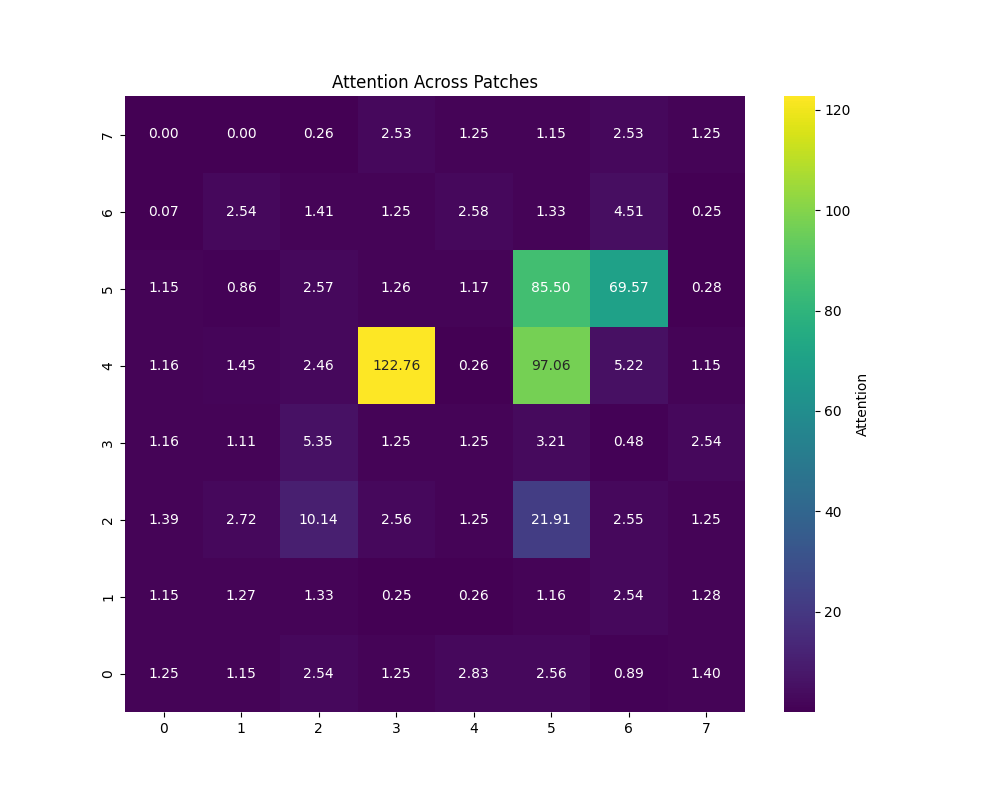 Attention Across Patches
7 0.00 0.00 0.26 2.53 1.25 1.15 2.53 1.25
6 0.07 2.54 1.41 1.25 2.58 1.33 4.51 0.25
5 1.15 0.86 2.57 1.26 1.17 85.50 69.57 0.28
4 1.16 1.45 2.46 122.76 0.26 97.06 5.22 1.15
3 1.16 1.11 5.35 1.25 1.25 3.21 0.48 2.54
2 1.39 2.72 10.14 2.56 1.25 21.91 2.55 1.25
1 1.15 1.27 1.33 0.25 0.26 1.16 2.54 1.28
0 1.25 1.15 2.54 1.25 2.83 2.56 0.89 1.40
0 1 2 3 4 5 6 7
120
100
80
60
40
20
Attention